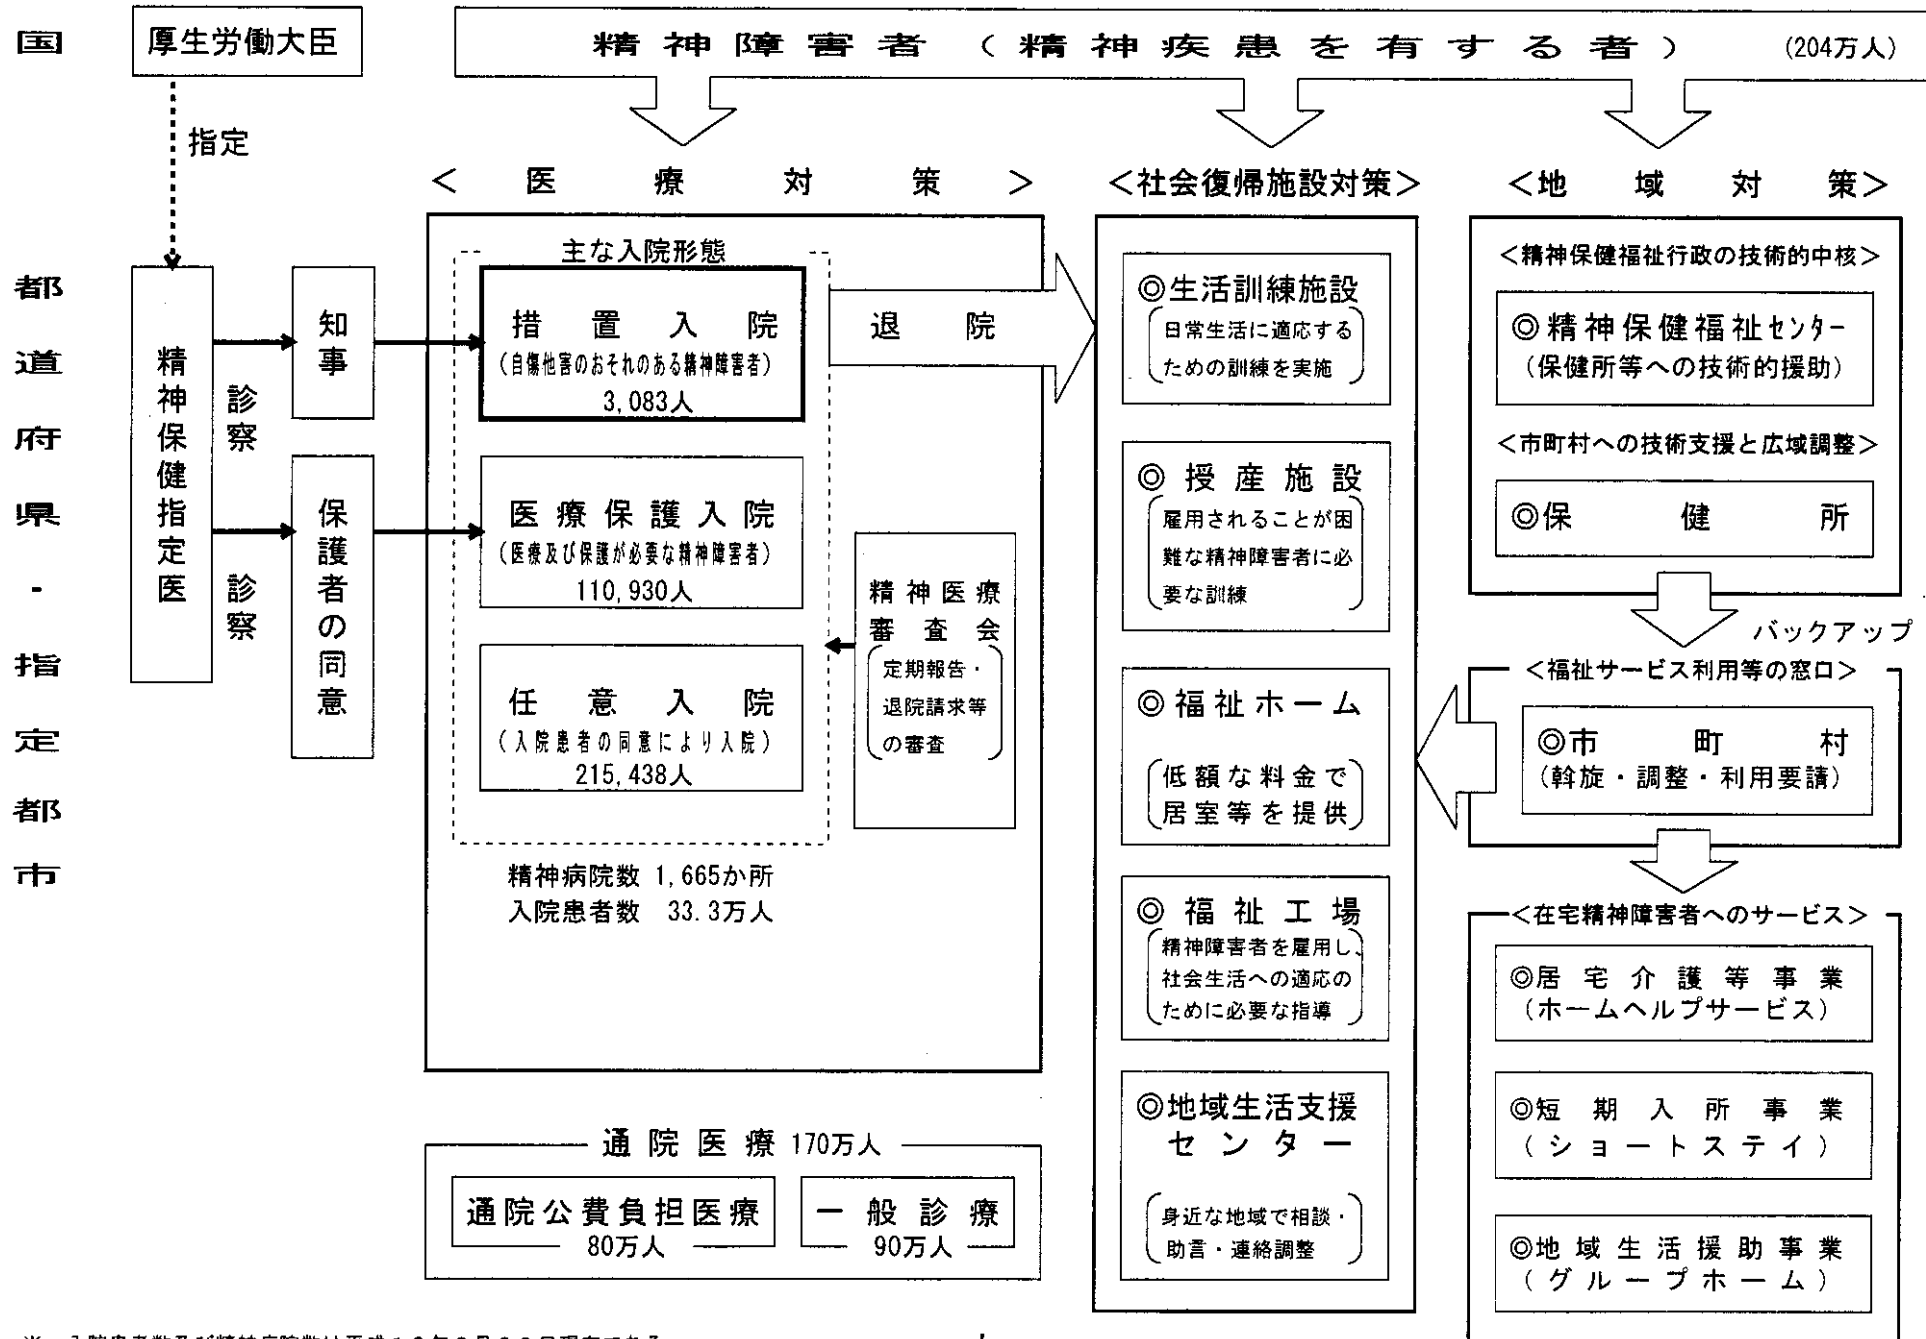 国
厚生労働大臣
精神障害者（精神疾患を有する者）（204万人）
指定
＜医療対策＞
＜社会復帰施設対策＞
＜地域対策＞
都道府県・指定都市
精神保健指定医
診察
診察
知事
保護者の同意
主な入院形態
措置入院
（自傷他害のおそれのある精神障害者）
3,083人
医療保護入院
（医療及び保護が必要な精神障害者）
110,930人
任意入院
（入院患者の同意により入院）
215,438人
退院
精神医療
審査会
定期報告・
退院請求等
の審査
精神病院数 1,665か所
入院患者数 33.3万人
通院医療 170万人
通院公費負担医療
80万人
一般診療
90万人
◎生活訓練施設
日常生活に適応する
ための訓練を実施
◎授産施設
雇用されることが困
難な精神障害者に必
要な訓練
◎福祉ホーム
低額な料金で
居室等を提供
◎福祉工場
精神障害者を雇用し、
社会生活への適応の
ために必要な指導
◎地域生活支援
センター
身近な地域で相談・
助言・連絡調整
＜精神保健福祉行政の技術的中核＞
◎精神保健福祉センター
（保健所等への技術的援助）
＜市町村への技術支援と広域調整＞
◎保健所
バックアップ
＜福祉サービス利用等の窓口＞
◎市町村
（斡旋・調整・利用要請）
＜在宅精神障害者へのサービス＞
◎居宅介護等事業
（ホームヘルプサービス）
◎短期入所事業
（ショートステイ）
◎地域生活援助事業
（グループホーム）